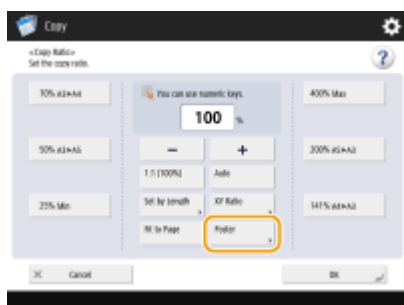 Copy
<Copy Ratio>
Set the copy ratio.
You can use numeric keys.
100 %
70% A3►A4
400% Max
50% A3►A5
- +
200% A5►A3
1:1 (100%)
Auto
25% Min
Set by Length
XY Ratio
141% A4►A3
Fit to Page
Poster
Cancel
OK